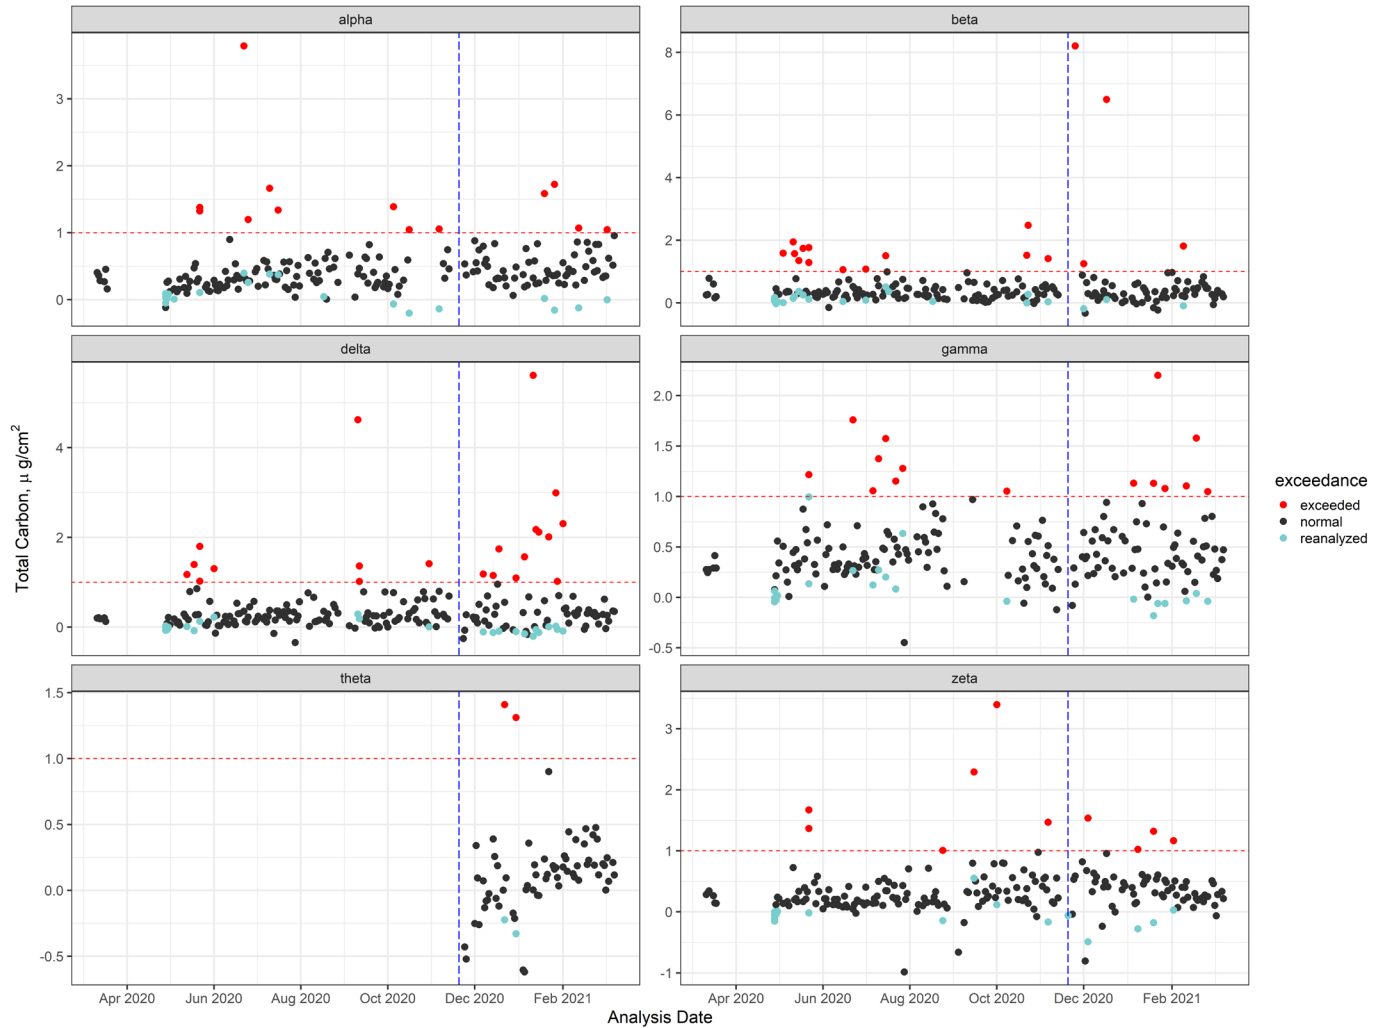 alpha
beta
3
2
1
0
8
6
4
2
0
delta
gamma
4
2
0
2.0
1.5
1.0
0.5
0.0
-0.5
theta
zeta
1.5
1.0
0.5
0.0
-0.5
3
2
1
0
-1
Apr 2020 Jun 2020 Aug 2020 Oct 2020 Dec 2020 Feb 2021
Apr 2020 Jun 2020 Aug 2020 Oct 2020 Dec 2020 Feb 2021
Analysis Date
Total Carbon, μ g/cm²
exceedance
exceeded
normal
reanalyzed